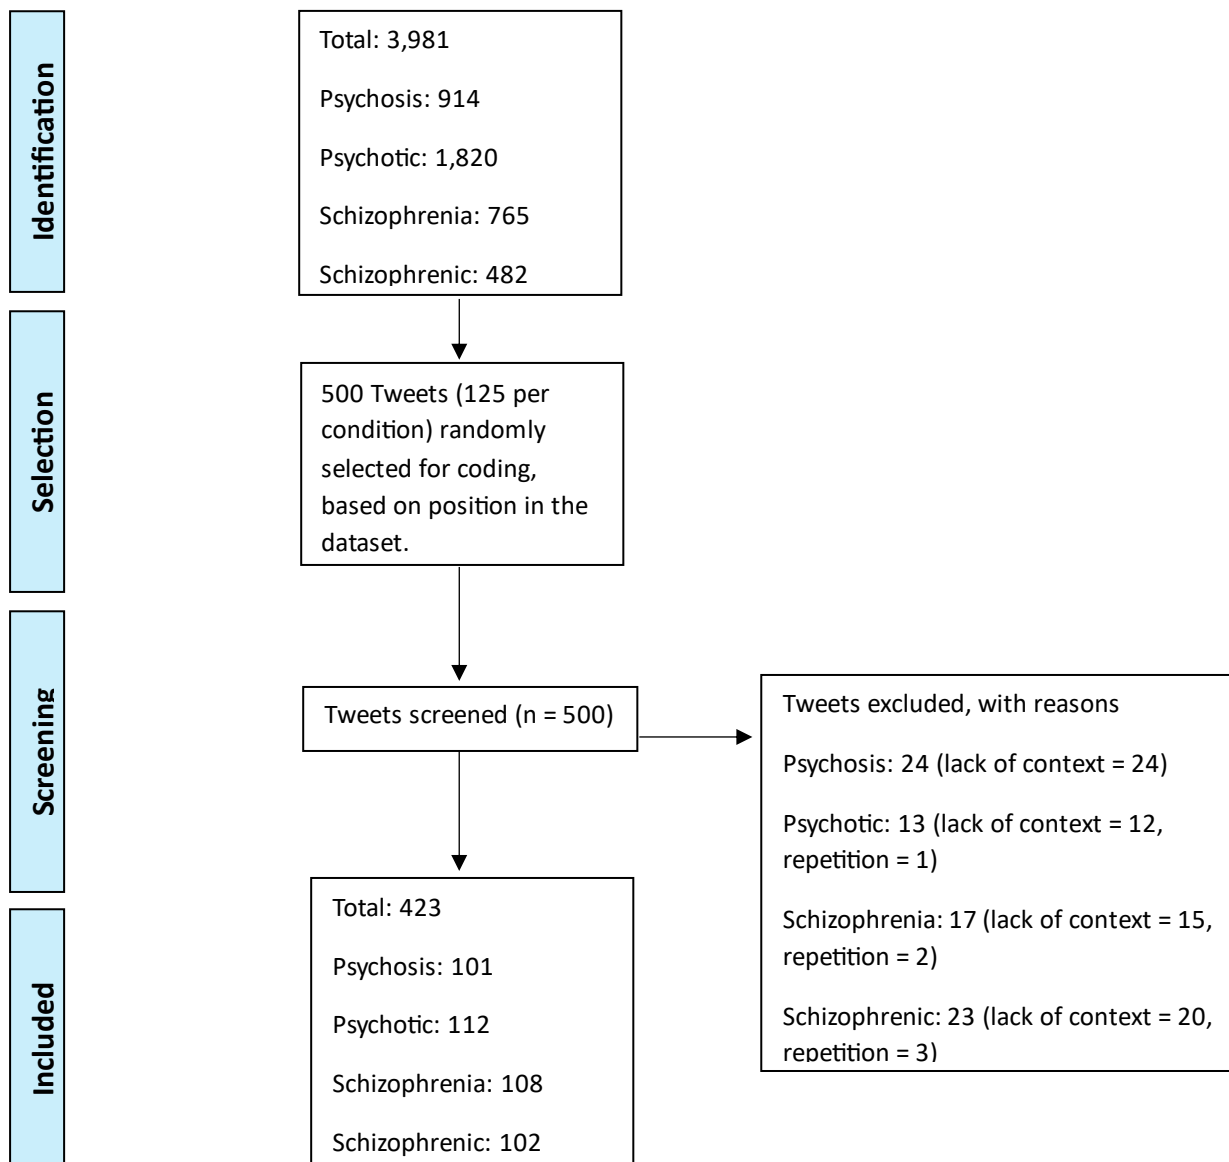 Identification
Total: 3,981
Psychosis: 914
Psychotic: 1,820
Schizophrenia: 765
Schizophrenic: 482
Selection
500 Tweets (125 per
condition) randomly
selected for coding,
based on position in the
dataset.
Screening
Tweets screened (n = 500)
Tweets excluded, with reasons
Psychosis: 24 (lack of context = 24)
Psychotic: 13 (lack of context = 12,
repetition = 1)
Schizophrenia: 17 (lack of context = 15,
repetition = 2)
Schizophrenic: 23 (lack of context = 20,
repetition = 3)
Included
Total: 423
Psychosis: 101
Psychotic: 112
Schizophrenia: 108
Schizophrenic: 102